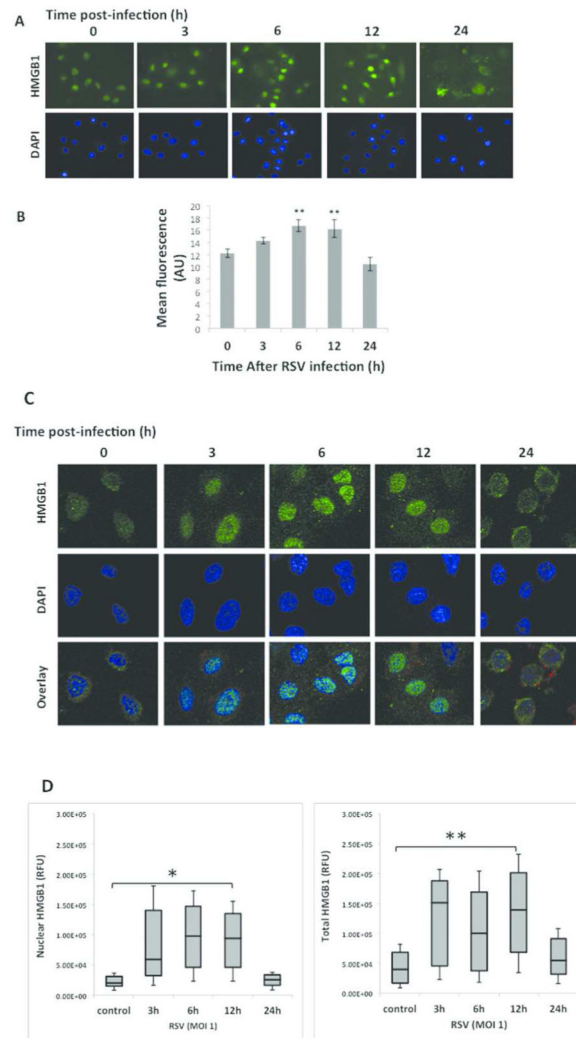 A
Time post-infection (h)
0 3 6 12 24
HMGB1
DAPI
B
Mean fluorescence
(AU)
20
18
16
14
12
10
8
6
4
2
0
** **
0 3 6 12 24
Time After RSV infection (h)
C
Time post-infection (h)
0 3 6 12 24
HMGB1
DAPI
Overlay
D
Nuclear HMGB1 (RFU)
3.00E+05
2.50E+05
2.00E+05
1.50E+05
1.00E+05
5.00E+04
0.00E+00
*
control 3h 6h 12h 24h
RSV (MOI 1)
Total HMGB1 (RFU)
3.00E+05
2.50E+05
2.00E+05
1.50E+05
1.00E+05
5.00E+04
0.00E+00
**
control 3h 6h 12h 24h
RSV (MOI 1)